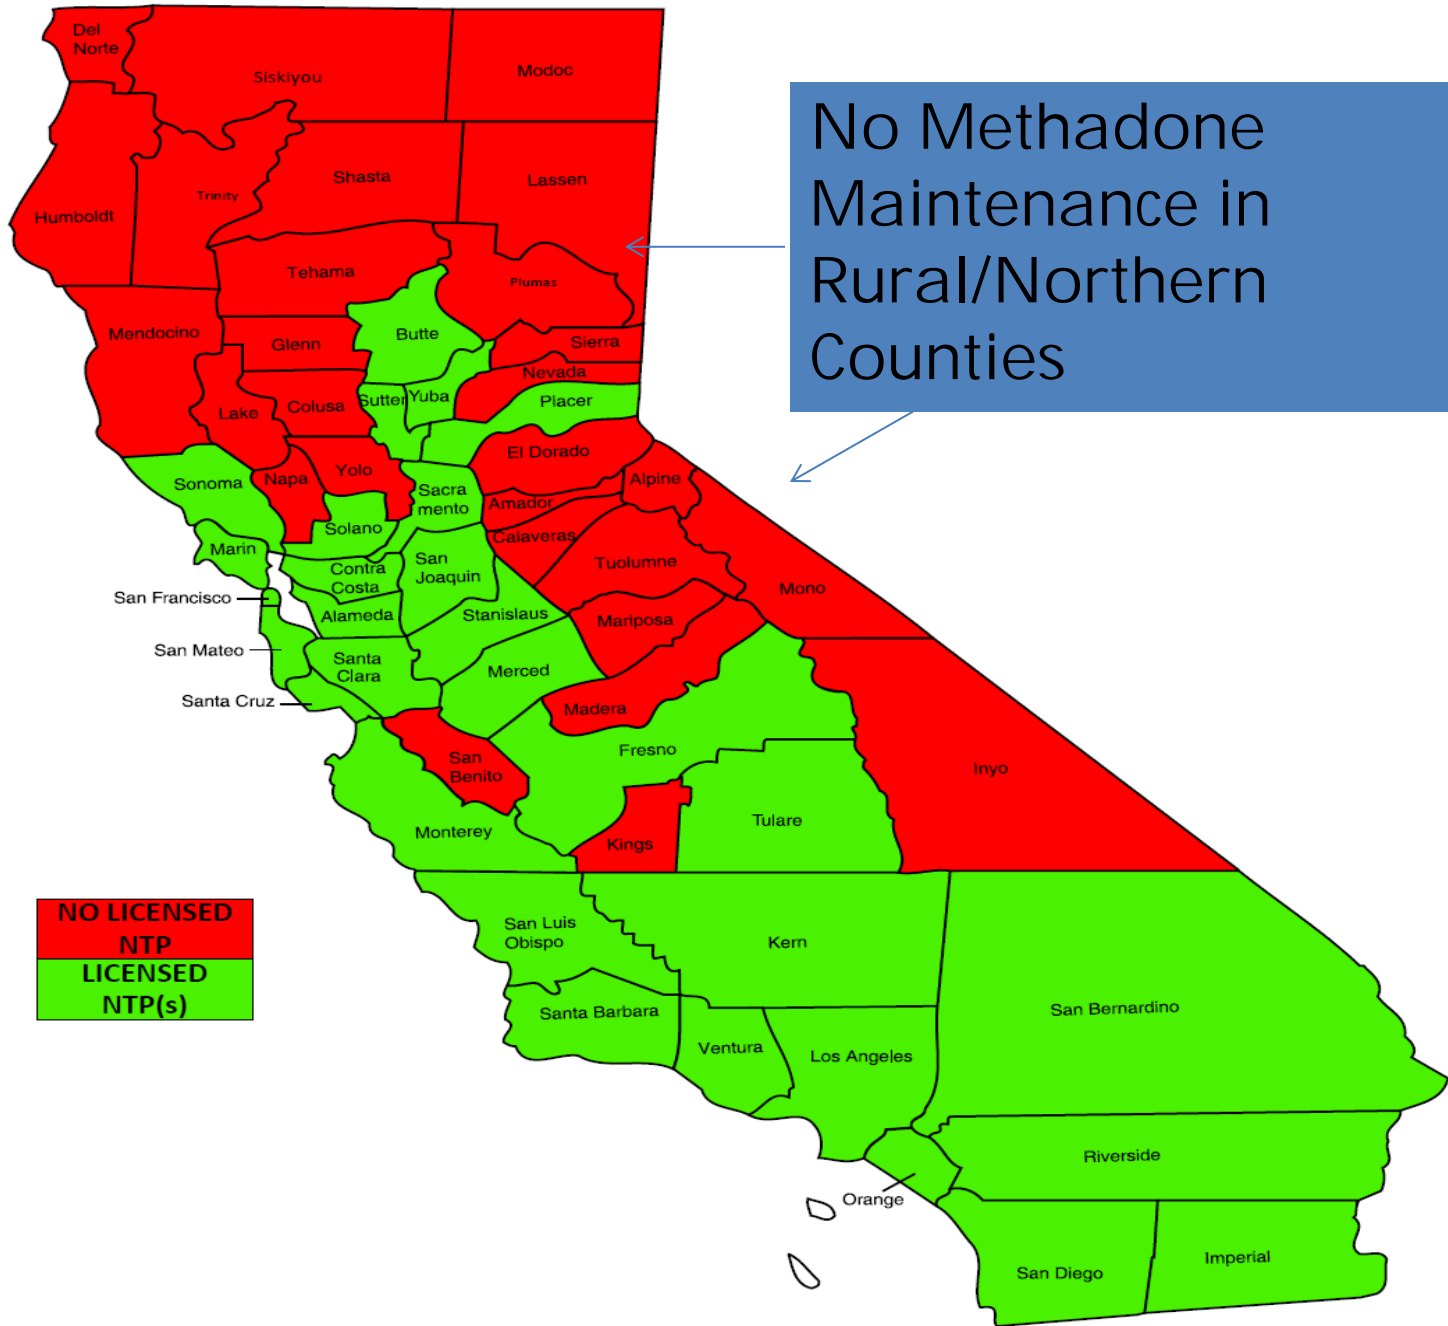 Del
Norte
Siskiyou
Modoc
No Methadone
Maintenance in
Rural/Northern
Counties
Humboldt
Trinity
Shasta
Lassen
Tehama
Plumas
Mendocino
Glenn
Butte
Sierra
Nevada
Lake
Colusa
Sutter
Yuba
Placer
Sonoma
Napa
Yolo
Sacra
mento
El Dorado
Alpine
Amador
Solano
Calaveras
Marin
Contra
Costa
San
Joaquin
Tuolumne
Mono
San Francisco
Alameda
Stanislaus
Mariposa
San Mateo
Santa
Clara
Merced
Santa Cruz
Madera
San
Benito
Fresno
Inyo
Monterey
Kings
Tulare
NO LICENSED
NTP
LICENSED
NTP(s)
San Luis
Obispo
Kern
Santa Barbara
Ventura
Los Angeles
San Bernardino
Riverside
Orange
San Diego
Imperial